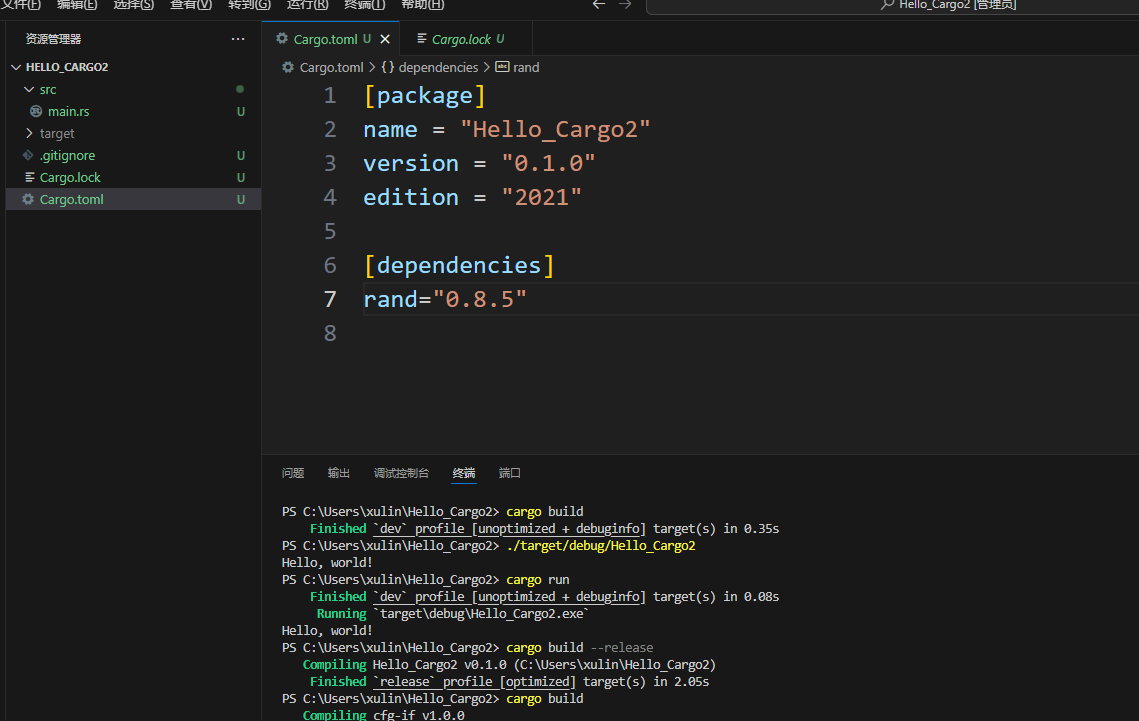 文件(F) 编辑(E) 选择(S) 查看(V) 转到(G) 运行(R) 终端(T) 帮助(H) ← → Hello_Cargo2 [管理员]
资源管理器 ···
HELLO_CARGO2
src
main.rs U
target
.gitignore U
Cargo.lock U
Cargo.toml U
Cargo.toml U × Cargo.lock U
Cargo.toml > {} dependencies > abc rand
1 [package]
2 name = "Hello_Cargo2"
3 version = "0.1.0"
4 edition = "2021"
5
6 [dependencies]
7 rand="0.8.5"
8
问题 输出 调试控制台 终端 端口
PS C:\Users\xulin\Hello_Cargo2> cargo build
Finished `dev` profile [unoptimized + debuginfo] target(s) in 0.35s
PS C:\Users\xulin\Hello_Cargo2> ./target/debug/Hello_Cargo2
Hello, world!
PS C:\Users\xulin\Hello_Cargo2> cargo run
Finished `dev` profile [unoptimized + debuginfo] target(s) in 0.08s
Running `target\debug\Hello_Cargo2.exe`
Hello, world!
PS C:\Users\xulin\Hello_Cargo2> cargo build --release
Compiling Hello_Cargo2 v0.1.0 (C:\Users\xulin\Hello_Cargo2)
Finished `release` profile [optimized] target(s) in 2.05s
PS C:\Users\xulin\Hello_Cargo2> cargo build
Compiling cfg-if v1.0.0